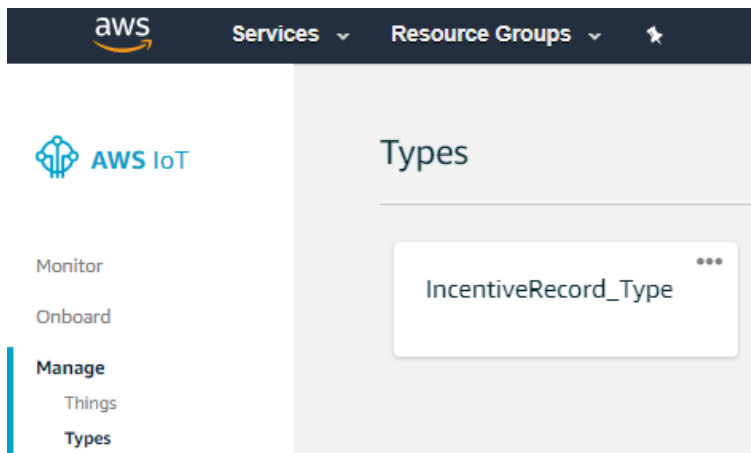 aws Services Resource Groups
AWS IoT
Types
Monitor
IncentiveRecord_Type
Onboard
Manage
Things
Types